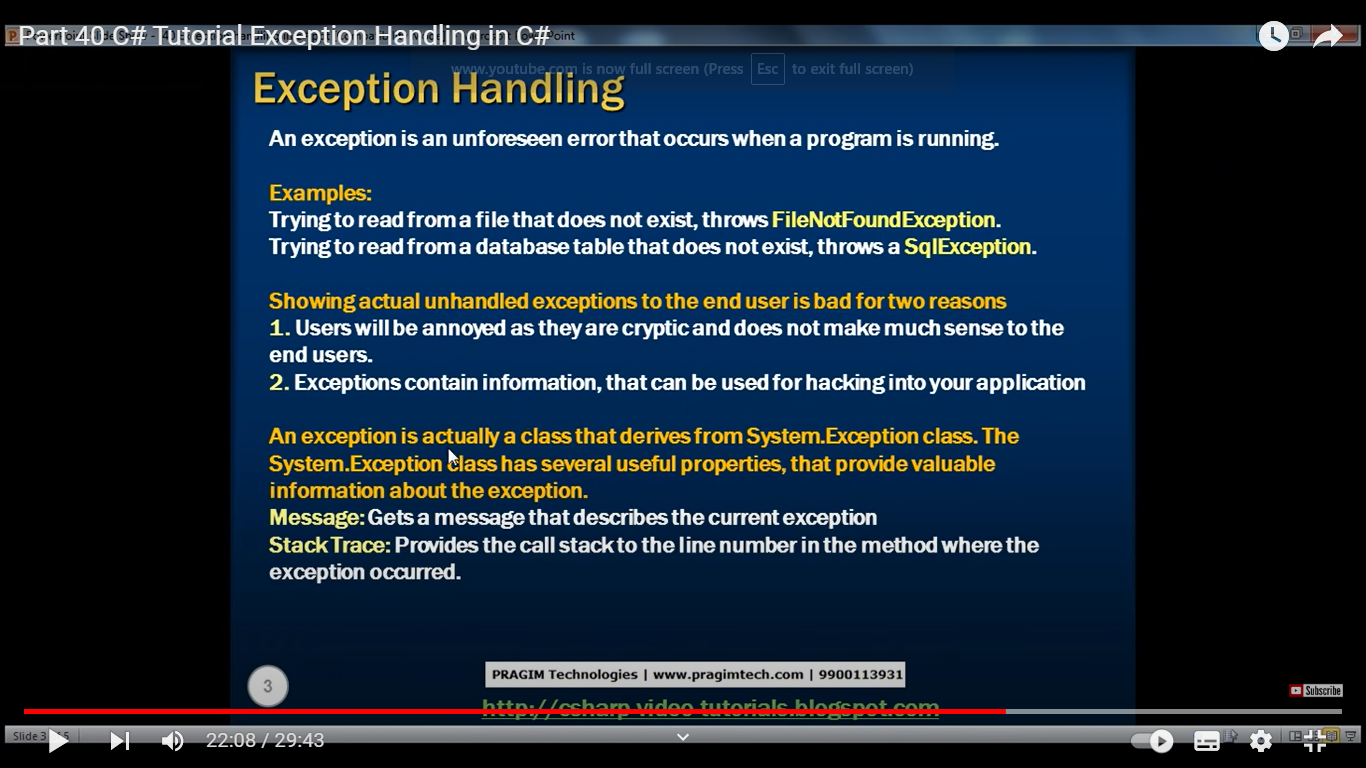 Part 40 C# Tutorial Exception Handling in C#
www.youtube.com is now full screen (Press Esc to exit full screen)
Exception Handling
An exception is an unforeseen error that occurs when a program is running.
Examples:
Trying to read from a file that does not exist, throws FileNotFoundException.
Trying to read from a database table that does not exist, throws a SqlException.
Showing actual unhandled exceptions to the end user is bad for two reasons
1. Users will be annoyed as they are cryptic and does not make much sense to the
end users.
2. Exceptions contain information, that can be used for hacking into your application
An exception is actually a class that derives from System.Exception class. The
System.Exception class has several useful properties, that provide valuable
information about the exception.
Message: Gets a message that describes the current exception
Stack Trace: Provides the call stack to the line number in the method where the
exception occurred.
3
PRAGIM Technologies | www.pragimtech.com | 9900113931
http://csharp-video-tutorials.blogspot.com
Subscribe
Slide 3
22:08 / 29:43